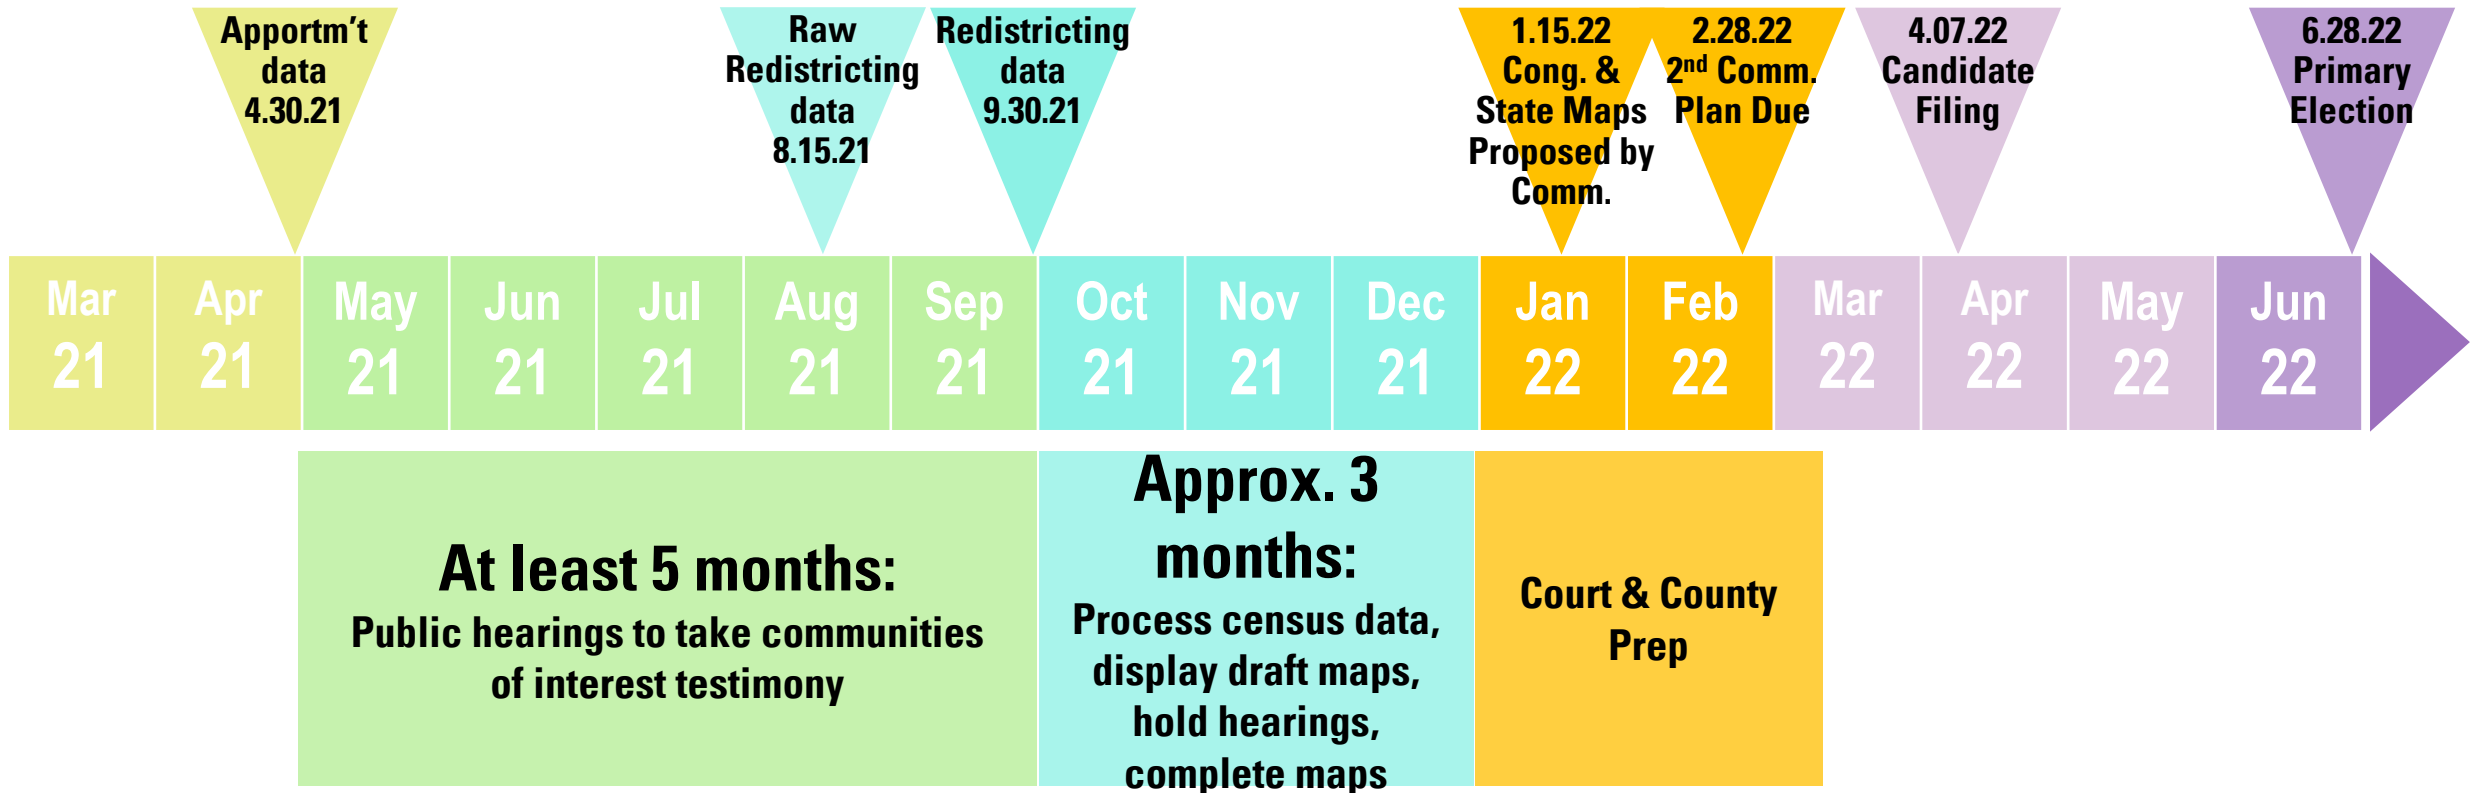 Apportm't
data
4.30.21
Raw
Redistricting
data
8.15.21
Redistricting
data
9.30.21
1.15.22
Cong. &
State Maps
Proposed by
Comm.
2.28.22
2nd Comm.
Plan Due
4.07.22
Candidate
Filing
6.28.22
Primary
Election
Mar
21
Apr
21
May
21
Jun
21
Jul
21
Aug
21
Sep
21
Oct
21
Nov
21
Dec
21
Jan
22
Feb
22
Mar
22
Apr
22
May
22
Jun
22
At least 5 months:
Public hearings to take communities
of interest testimony
Approx. 3
months:
Process census data,
display draft maps,
hold hearings,
complete maps
Court & County
Prep